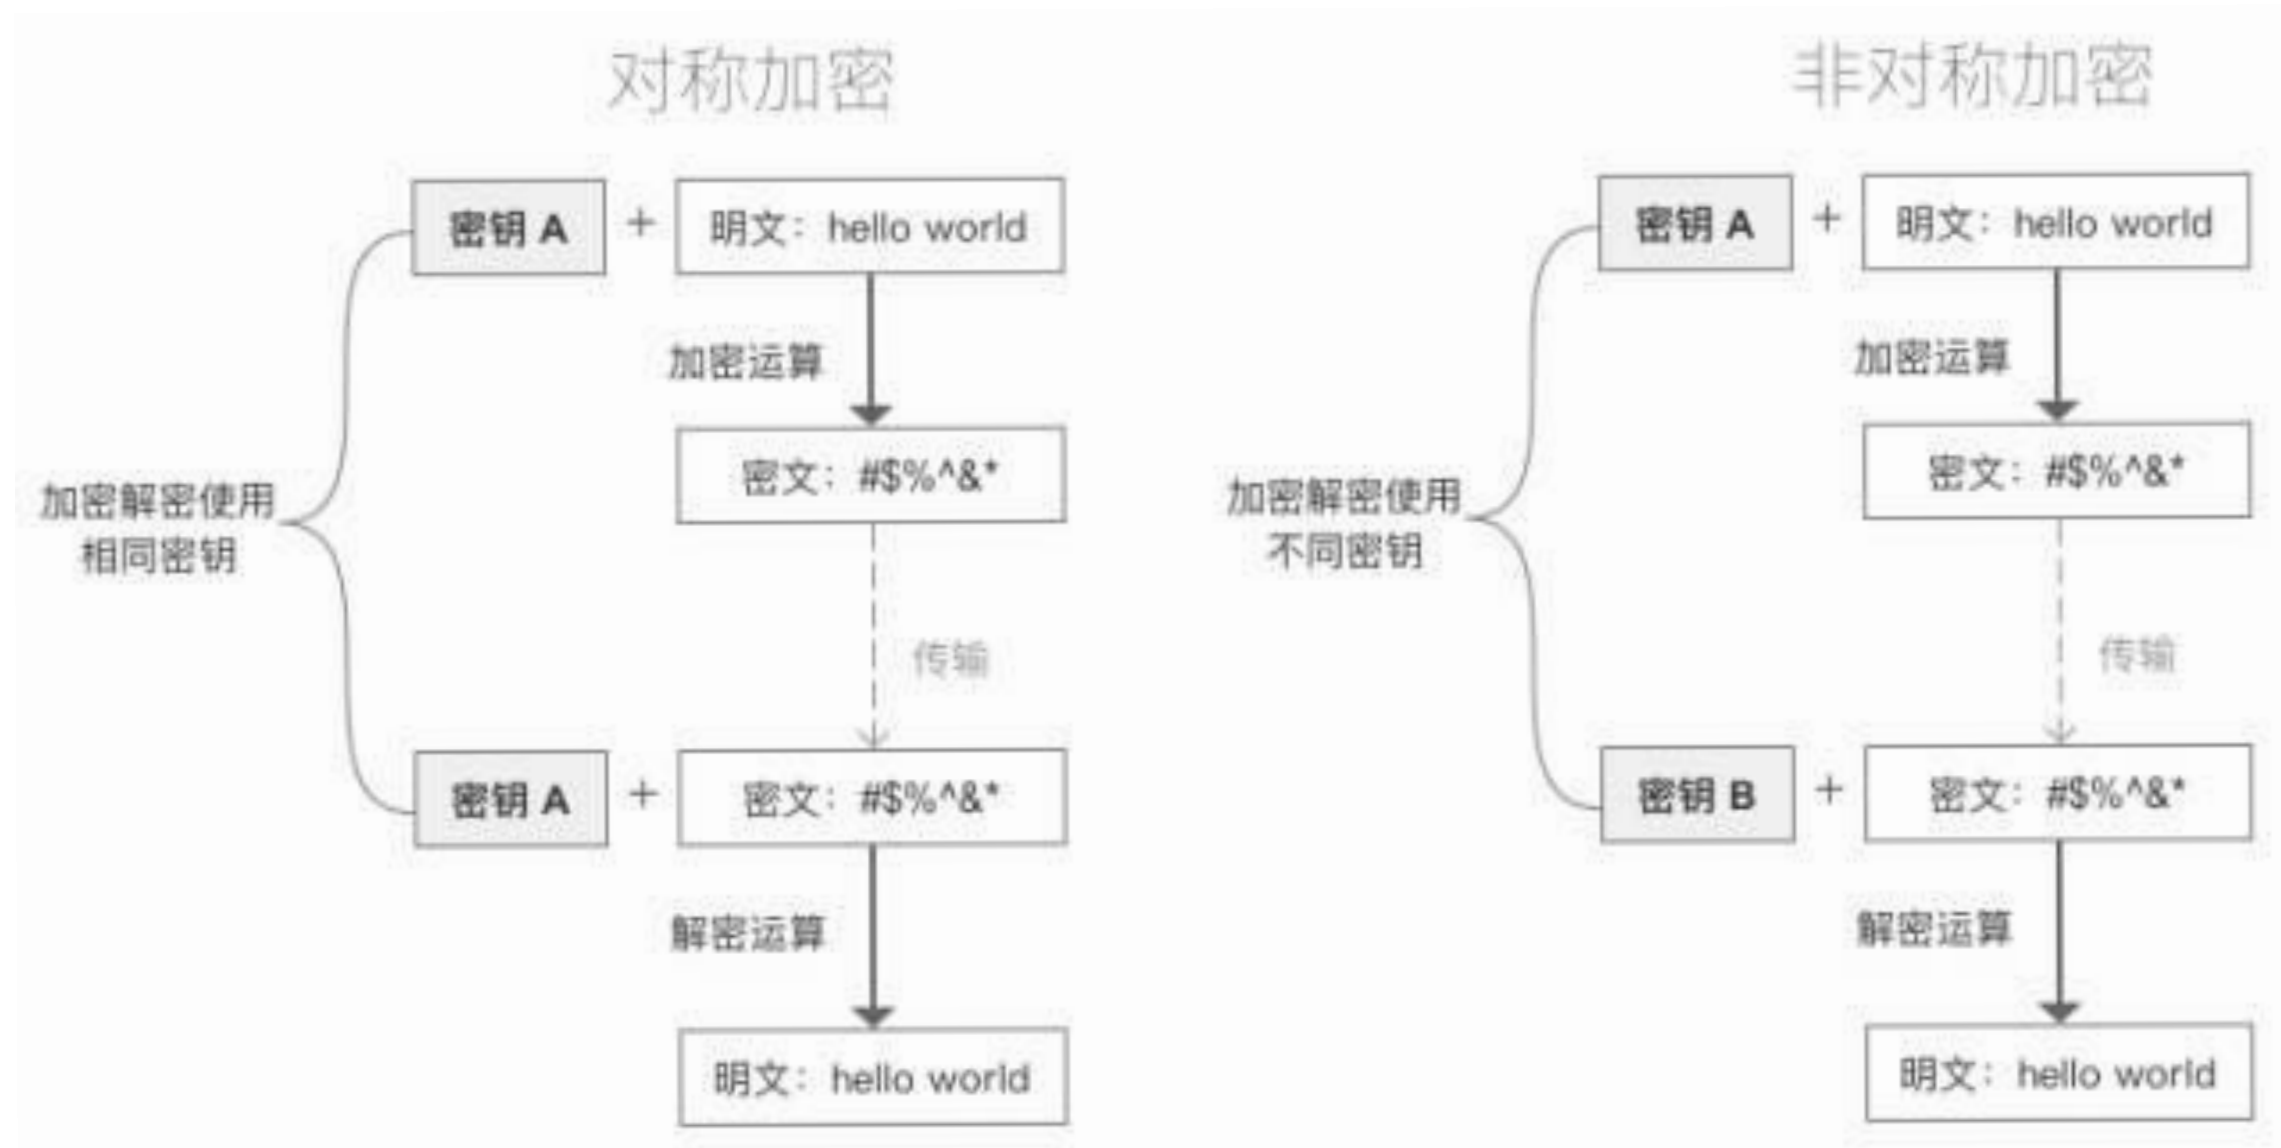 对称加密
密钥 A + 明文：hello world
加密运算
密文：#$%^&*
加密解密使用
相同密钥
传输
密钥 A + 密文：#$%^&*
解密运算
明文：hello world
非对称加密
密钥 A + 明文：hello world
加密运算
密文：#$%^&*
加密解密使用
不同密钥
传输
密钥 B + 密文：#$%^&*
解密运算
明文：hello world